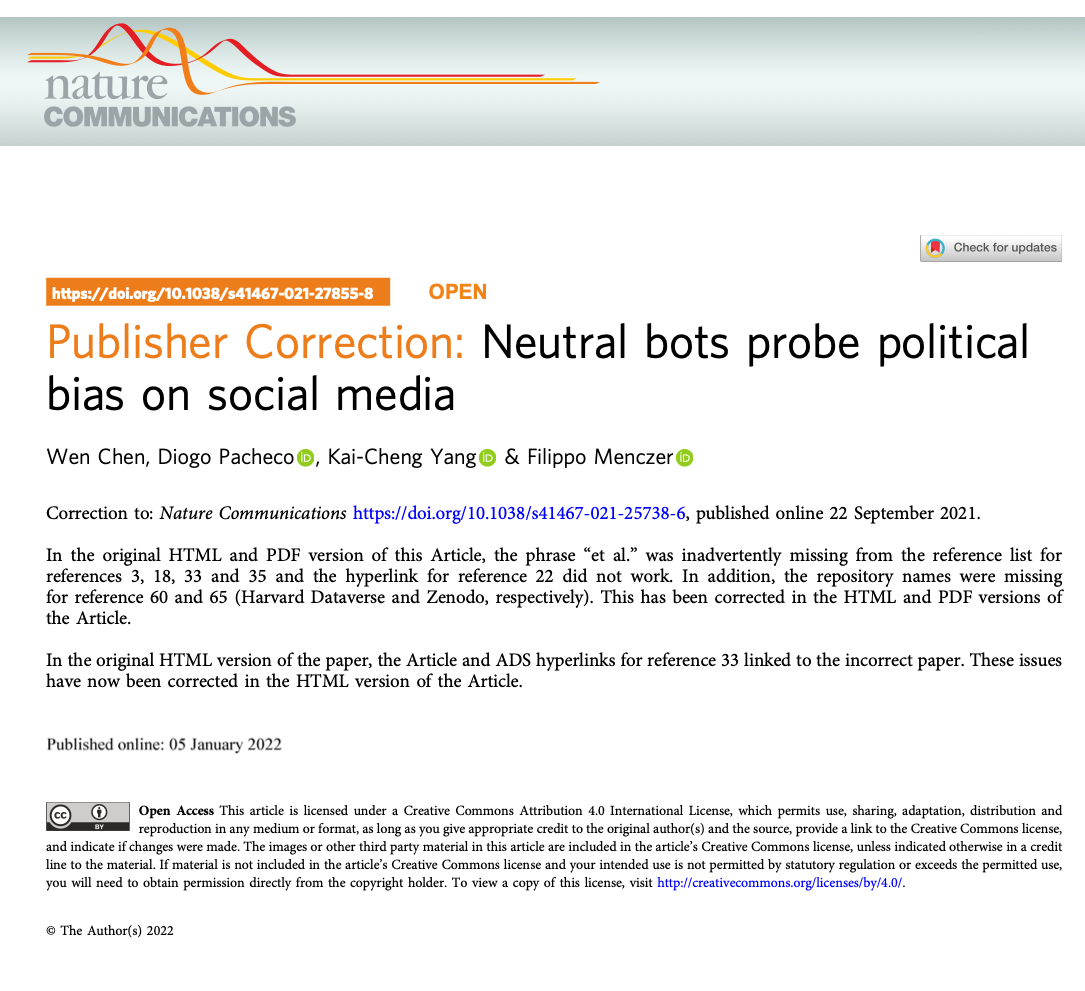 nature
COMMUNICATIONS
Check for updates
https://doi.org/10.1038/s41467-021-27855-8 OPEN
Publisher Correction: Neutral bots probe political
bias on social media
Wen Chen, Diogo Pacheco iD, Kai-Cheng Yang iD & Filippo Menczer iD
Correction to: Nature Communications https://doi.org/10.1038/s41467-021-25738-6, published online 22 September 2021.
In the original HTML and PDF version of this Article, the phrase “et al.” was inadvertently missing from the reference list for
references 3, 18, 33 and 35 and the hyperlink for reference 22 did not work. In addition, the repository names were missing
for reference 60 and 65 (Harvard Dataverse and Zenodo, respectively). This has been corrected in the HTML and PDF versions of
the Article.
In the original HTML version of the paper, the Article and ADS hyperlinks for reference 33 linked to the incorrect paper. These issues
have now been corrected in the HTML version of the Article.
Published online: 05 January 2022
cc BY Open Access This article is licensed under a Creative Commons Attribution 4.0 International License, which permits use, sharing, adaptation, distribution and
reproduction in any medium or format, as long as you give appropriate credit to the original author(s) and the source, provide a link to the Creative Commons license,
and indicate if changes were made. The images or other third party material in this article are included in the article’s Creative Commons license, unless indicated otherwise in a credit
line to the material. If material is not included in the article’s Creative Commons license and your intended use is not permitted by statutory regulation or exceeds the permitted use,
you will need to obtain permission directly from the copyright holder. To view a copy of this license, visit http://creativecommons.org/licenses/by/4.0/.
© The Author(s) 2022